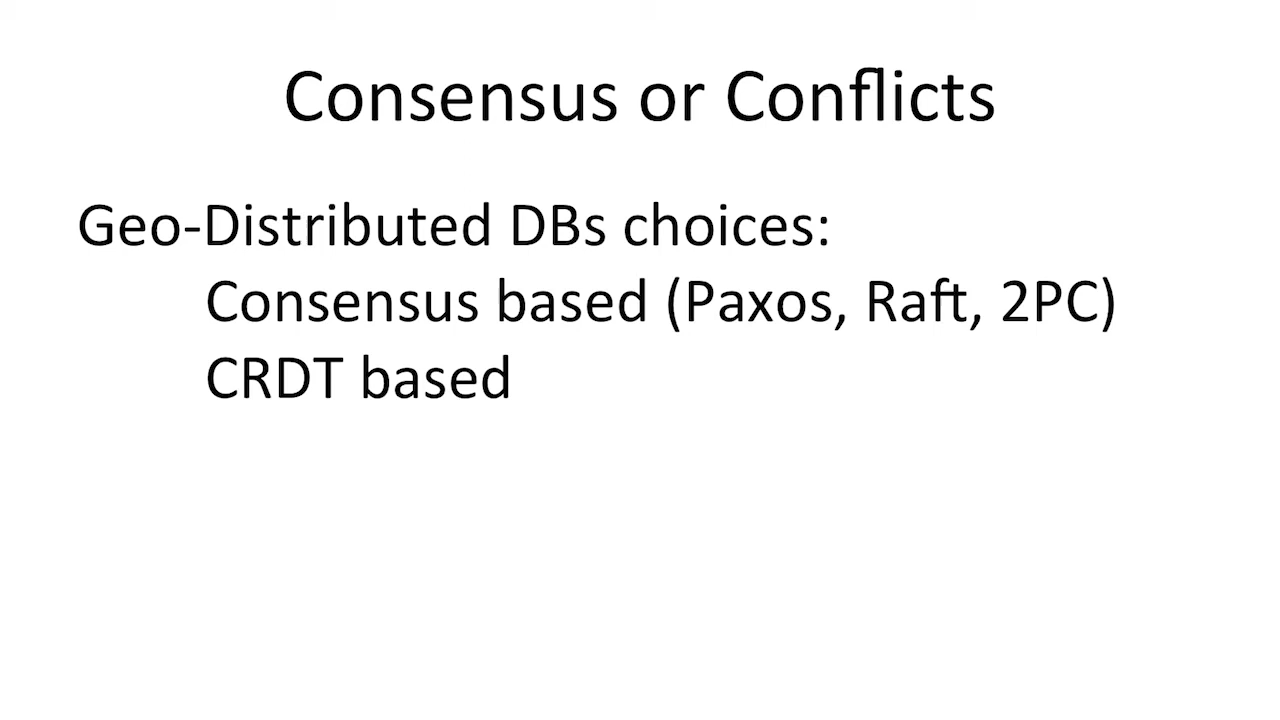 Consensus or Conflicts
Geo-Distributed DBs choices:
Consensus based (Paxos, Raft, 2PC)
CRDT based